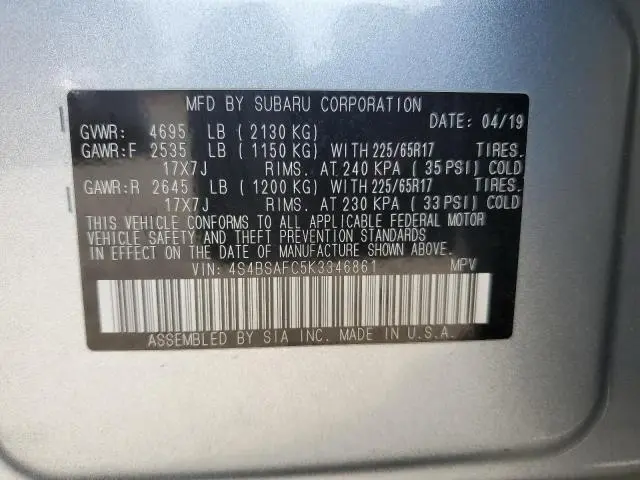 MFD BY SUBARU CORPORATION
DATE: 04/19
GVWR: 4695 LB (2130 KG)
GAWR:F 2535 LB (1150 KG) WITH 225/65R17 TIRES.
17X7J RIMS. AT 240 KPA (35 PSI) COLD
GAWR:R 2645 LB (1200 KG) WITH 225/65R17 TIRES.
17X7J RIMS. AT 230 KPA (33 PSI) COLD
THIS VEHICLE CONFORMS TO ALL APPLICABLE FEDERAL MOTOR
VEHICLE SAFETY AND THEFT PREVENTION STANDARDS
IN EFFECT ON THE DATE OF MANUFACTURE SHOWN ABOVE.
VIN: 4S4BSAFC5K3346861 MPV
ASSEMBLED BY SIA INC. MADE IN U.S.A.